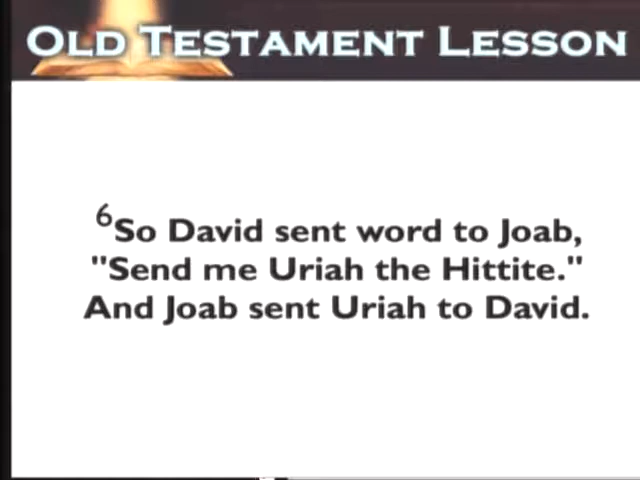 OLD TESTAMENT LESSON
6So David sent word to Joab,
"Send me Uriah the Hittite."
And Joab sent Uriah to David.